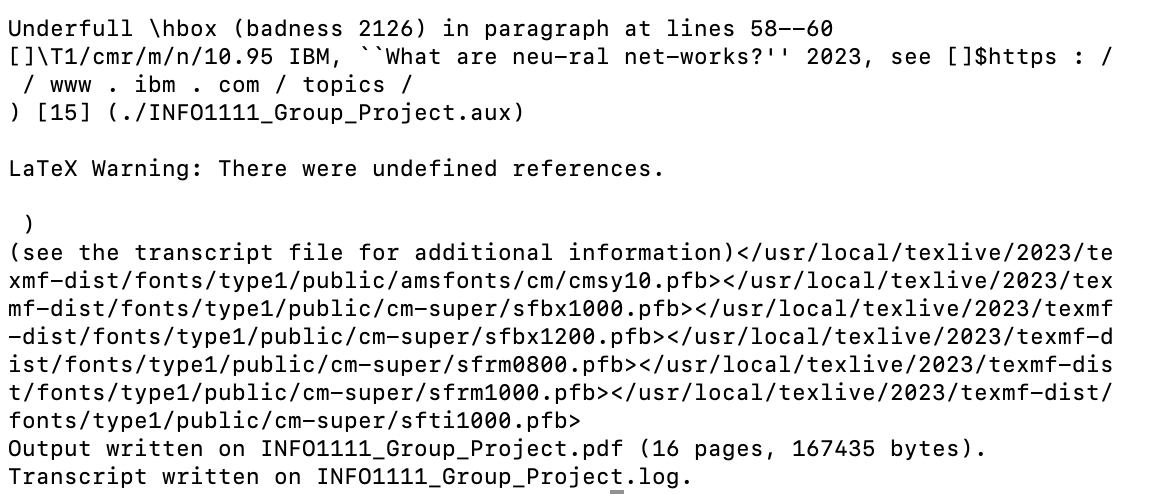 Underfull \hbox (badness 2126) in paragraph at lines 58--60
[]\T1/cmr/m/n/10.95 IBM, ``What are neu-ral net-works?'' 2023, see []$https : /
 / www . ibm . com / topics /
) [15] (./INFO1111_Group_Project.aux)

LaTeX Warning: There were undefined references.

 )
(see the transcript file for additional information)</usr/local/texlive/2023/te
xmf-dist/fonts/type1/public/amsfonts/cm/cmsy10.pfb></usr/local/texlive/2023/tex
mf-dist/fonts/type1/public/cm-super/sfbx1000.pfb></usr/local/texlive/2023/texmf
-dist/fonts/type1/public/cm-super/sfbx1200.pfb></usr/local/texlive/2023/texmf-d
ist/fonts/type1/public/cm-super/sfrm0800.pfb></usr/local/texlive/2023/texmf-dis
t/fonts/type1/public/cm-super/sfrm1000.pfb></usr/local/texlive/2023/texmf-dist/
fonts/type1/public/cm-super/sfti1000.pfb>
Output written on INFO1111_Group_Project.pdf (16 pages, 167435 bytes).
Transcript written on INFO1111_Group_Project.log.